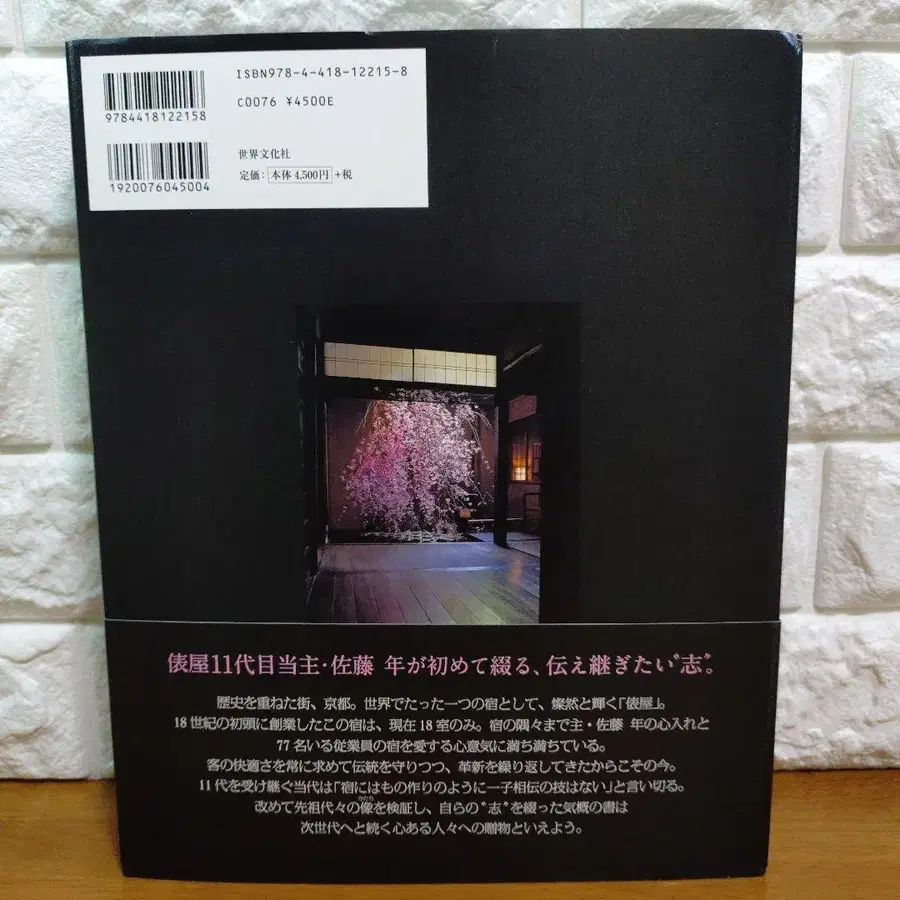 ISBN978-4-418-12215-8
C0076 ¥4500E
9784418122158
1920076045004
世界文化社
定価: 本体 4,500円 +税
俵屋11代目当主・佐藤 年が初めて綴る、伝え継ぎたい“志”。
歴史を重ねた街、京都。世界でたった一つの宿として、燦然と輝く「俵屋」。
18世紀の初頭に創業したこの宿は、現在18室のみ。宿の隅々まで主・佐藤 年の心入れと
77名いる従業員の宿を愛する心意気に満ち満ちている。
客の快適さを常に求めて伝統を守りつつ、革新を繰り返してきたからこその今。
11代を受け継ぐ当代は「宿にはもの作りのように一子相伝の技はない」と言い切る。
かたち
改めて先祖代々の像を検証し、自らの“志”を綴った気概の書は
次世代へと続く心ある人々への贈物といえよう。